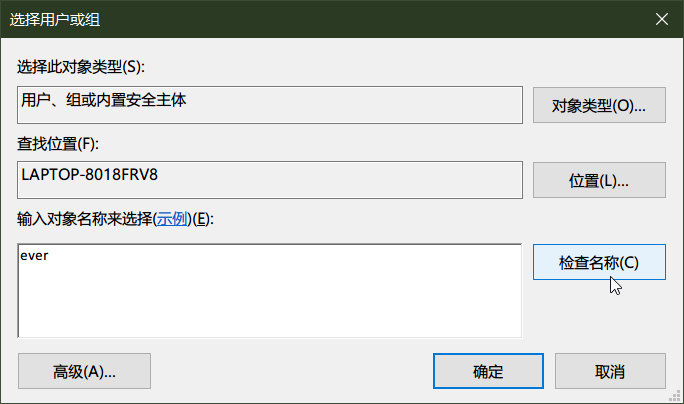 选择用户或组
选择此对象类型(S):
用户、组或内置安全主体
对象类型(O)...
查找位置(F):
LAPTOP-8018FRV8
位置(L)...
输入对象名称来选择(示例)(E):
ever
检查名称(C)
高级(A)...
确定
取消